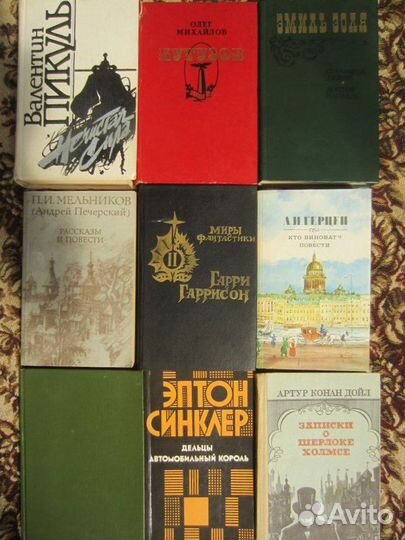 Валентин
ПИКУЛЬ
Нечистая
сила
ОЛЕГ
МИХАЙЛОВ
КУТУЗОВ
ЭМИЛЬ ЗОЛЯ
П.И. МЕЛЬНИКОВ
(Андрей Печерский)
РАССКАЗЫ
И ПОВЕСТИ
МИРЫ
ФАНТАСТИКИ
II
ГАРРИ
ГАРРИСОН
А И ГЕРЦЕН
КТО ВИНОВАТ?
ПОВЕСТИ
ЭПТОН
СИНКЛЕР
ДЕЛЬЦЫ
АВТОМОБИЛЬНЫЙ КОРОЛЬ
АРТУР КОНАН ДОЙЛ
ЗАПИСКИ
О
ШЕРЛОКЕ
ХОЛМСЕ
Avito